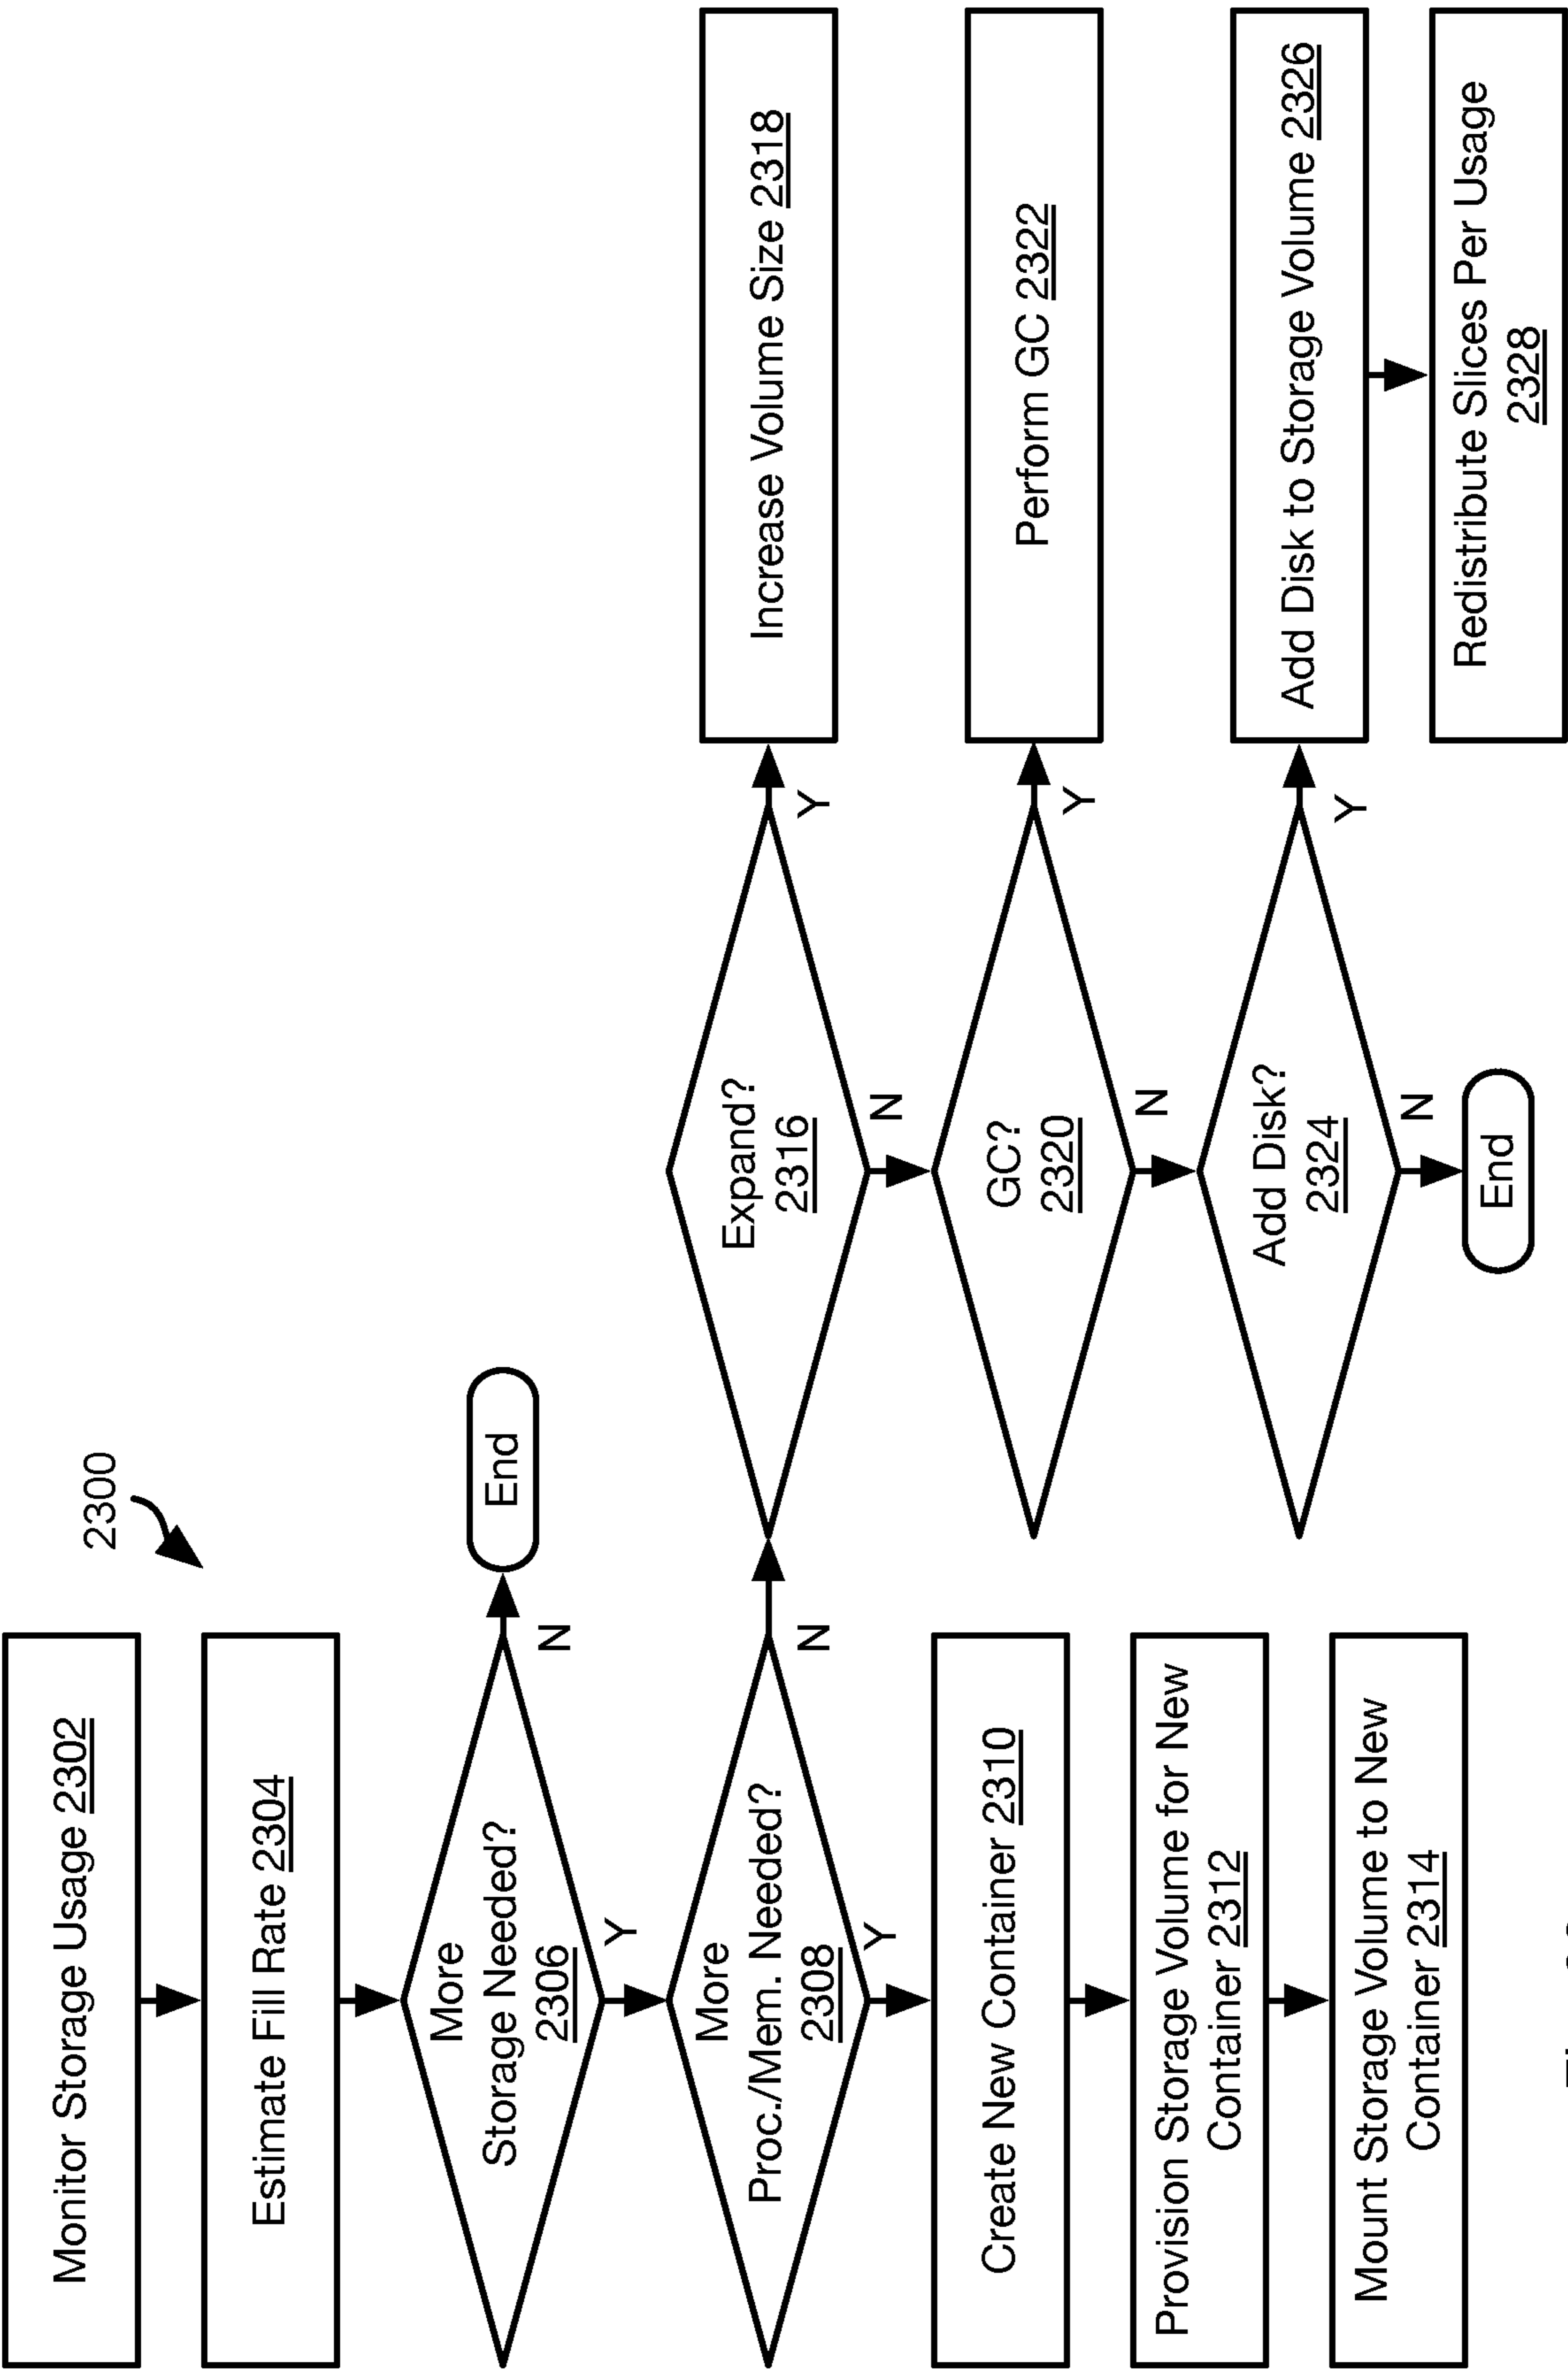 2300
Monitor Storage Usage 2302
Estimate Fill Rate 2304
More
Storage Needed?
2306
N
End
Y
More
Proc./Mem. Needed?
2308
N
Y
Create New Container 2310
Provision Storage Volume for New
Container 2312
Mount Storage Volume to New
Container 2314
Expand?
2316
Y
Increase Volume Size 2318
N
GC?
2320
Y
Perform GC 2322
N
Add Disk?
2324
Y
Add Disk to Storage Volume 2326
N
End
Redistribute Slices Per Usage
2328